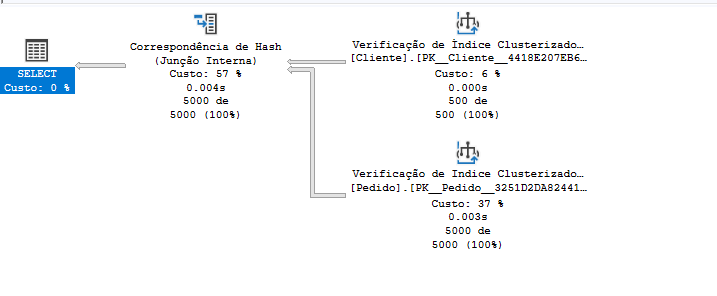 SELECT
Custo: 0 %
Correspondência de Hash
(Junção Interna)
Custo: 57 %
0.004s
5000 de
5000 (100%)
Verificação de Índice Clusterizado…
[Cliente].[PK__Cliente__4418E207EB6…
Custo: 6 %
0.000s
500 de
500 (100%)
Verificação de Índice Clusterizado…
[Pedido].[PK__Pedido__3251D2DA82441…
Custo: 37 %
0.003s
5000 de
5000 (100%)